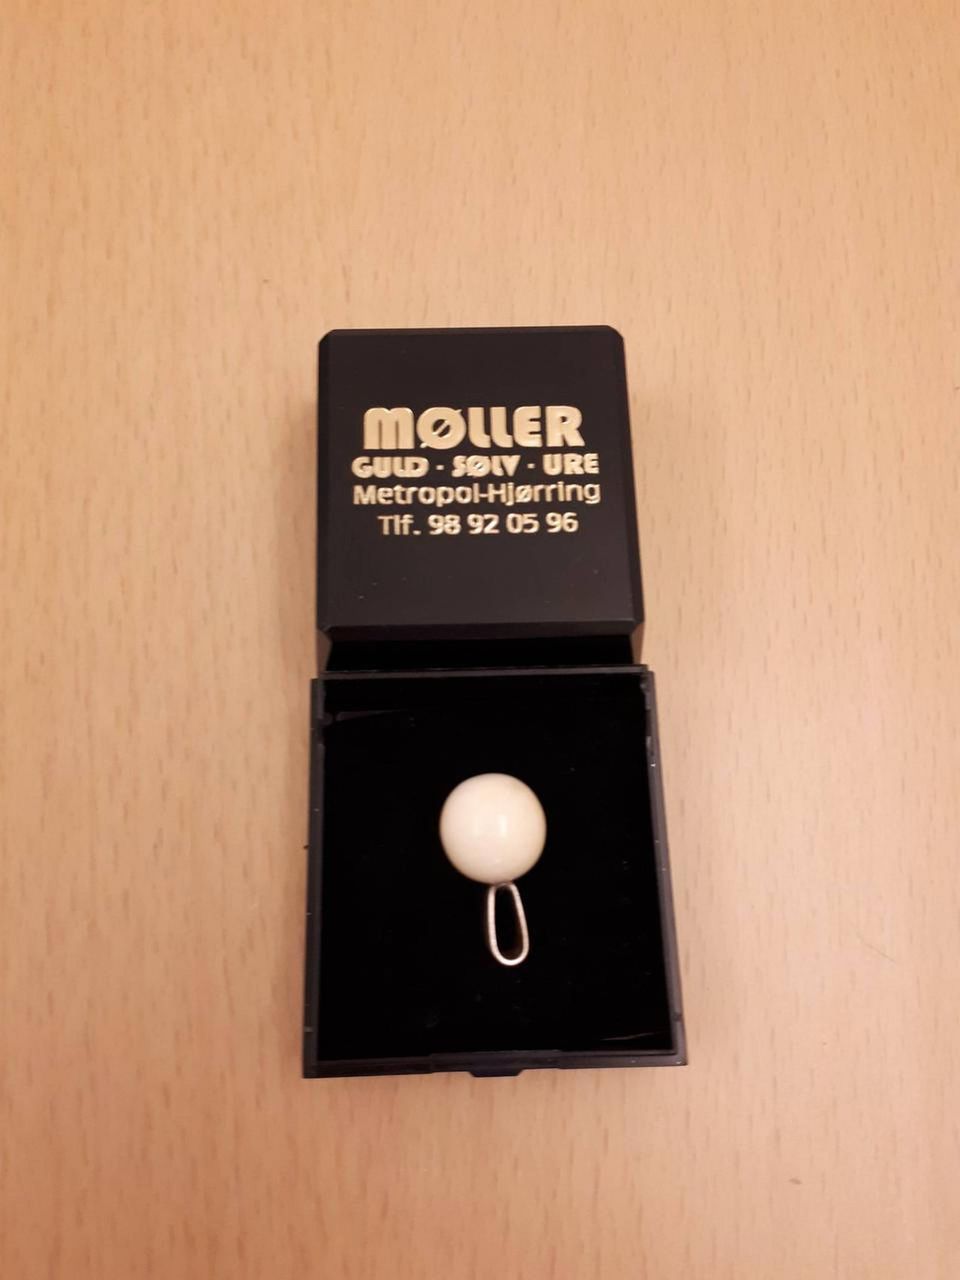 MØLLER
GULD · SØLV · URE
Metropol-Hjørring
Tlf. 98 92 05 96